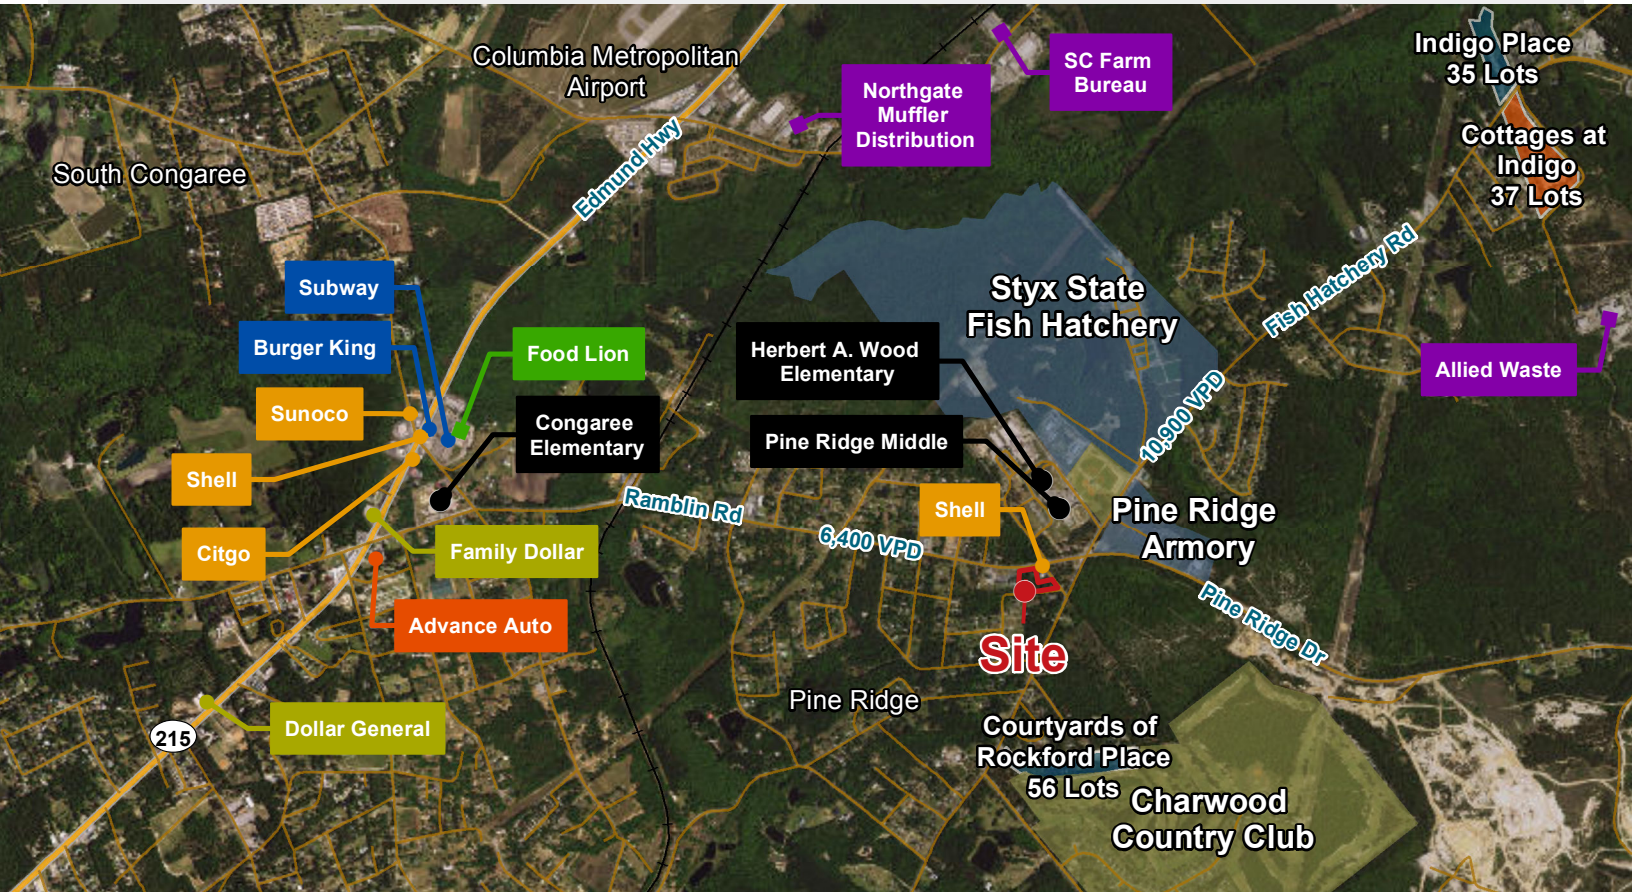 Columbia Metropolitan
Airport
Northgate
Muffler
Distribution
SC Farm
Bureau
Indigo Place
35 Lots
Cottages at
Indigo
37 Lots
South Congaree
Edmund Hwy
Fish Hatchery Rd
Styx State
Fish Hatchery
Subway
Burger King
Food Lion
Sunoco
Congaree
Elementary
Herbert A. Wood
Elementary
Pine Ridge Middle
10,900 VPD
Allied Waste
Shell
Citgo
Family Dollar
Ramblin Rd
6,400 VPD
Shell
Pine Ridge
Armory
Advance Auto
Pine Ridge Dr
Site
Dollar General
215
Pine Ridge
Courtyards of
Rockford Place
56 Lots
Charwood
Country Club